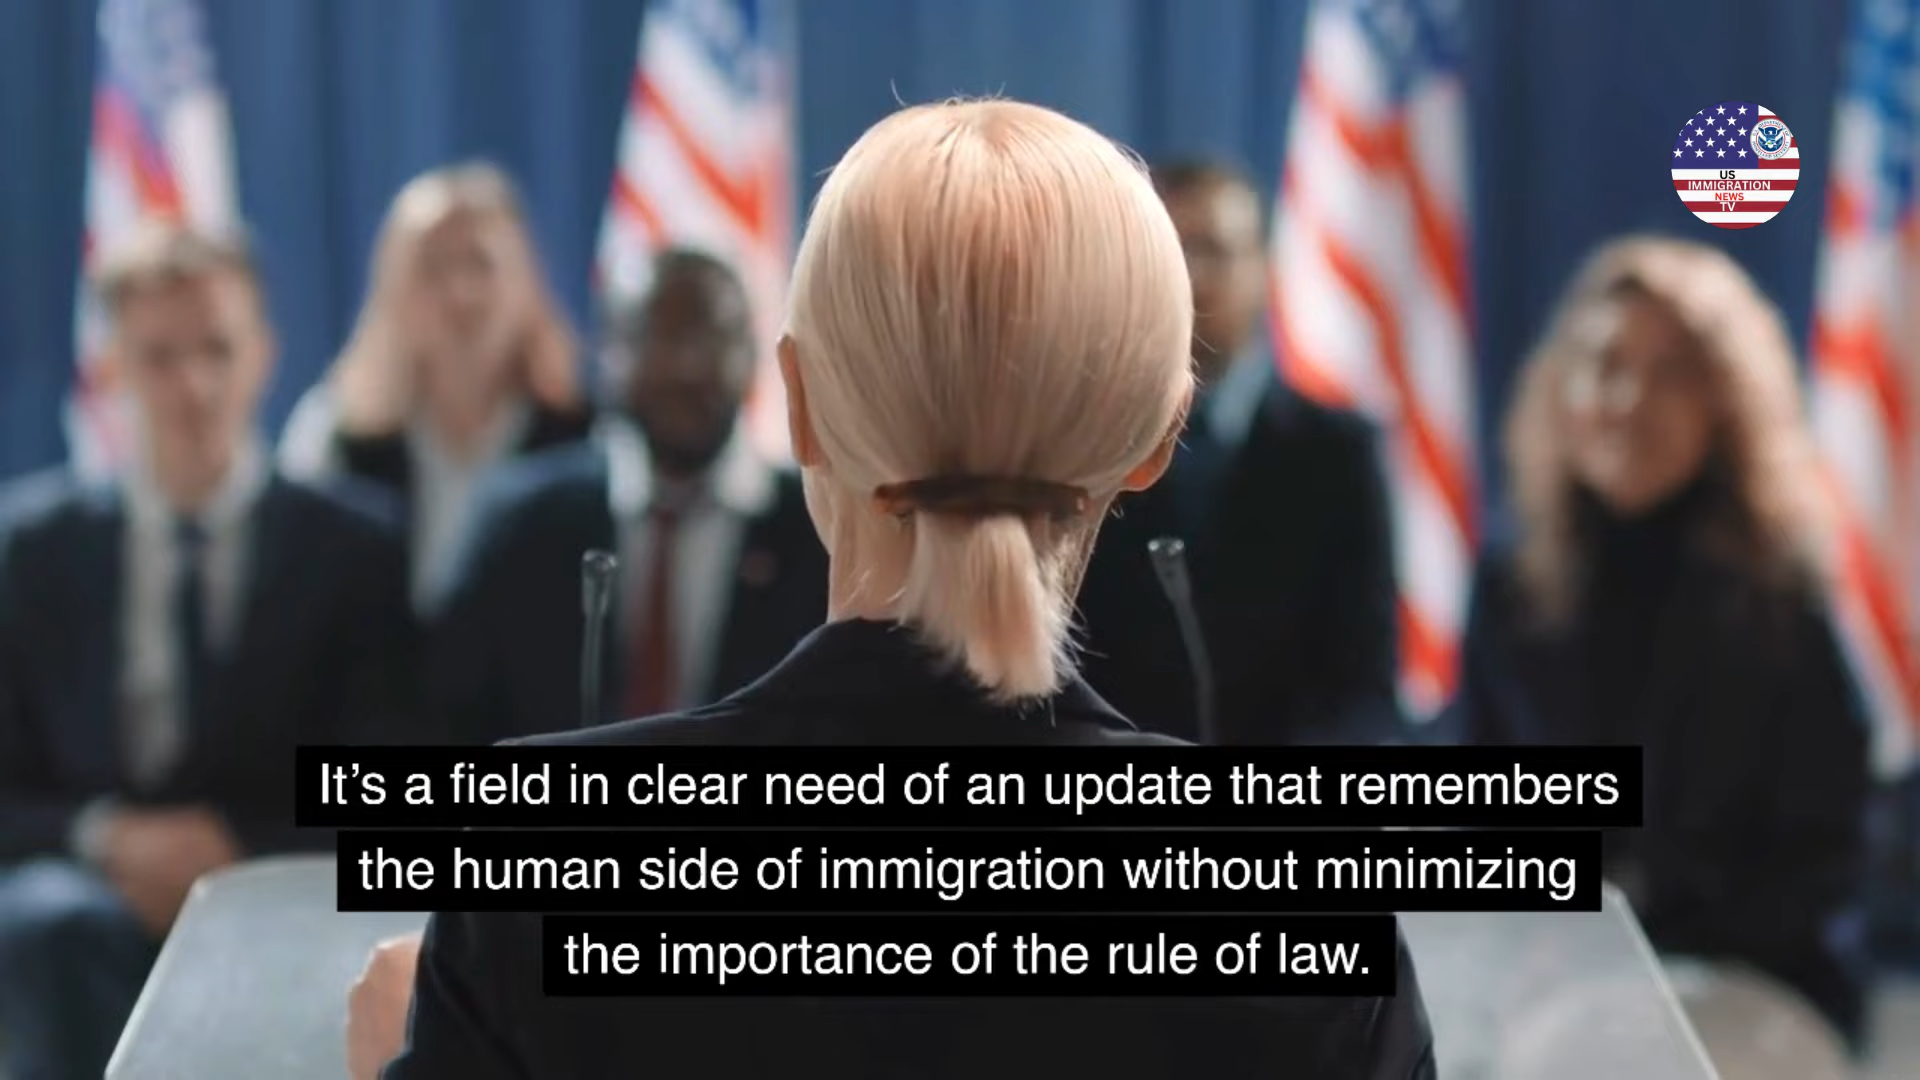 US
IMMIGRATION
NEWS
TV
It’s a field in clear need of an update that remembers
the human side of immigration without minimizing
the importance of the rule of law.